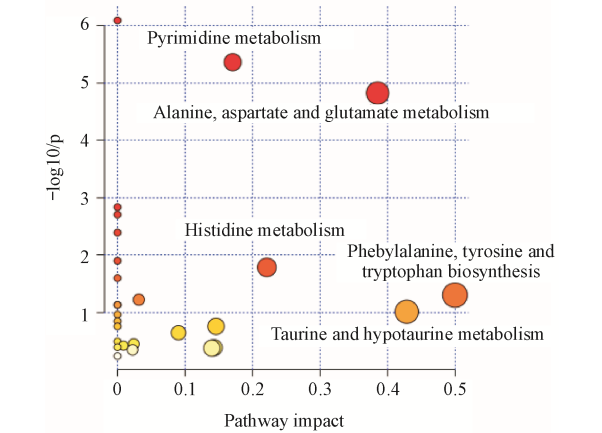 6
Pyrimidine metabolism
5
Alanine, aspartate and glutamate metabolism
4
−log10/p
3
Histidine metabolism
2
Phebylalanine, tyrosine and
tryptophan biosynthesis
1
Taurine and hypotaurine metabolism
0 0.1 0.2 0.3 0.4 0.5
Pathway impact